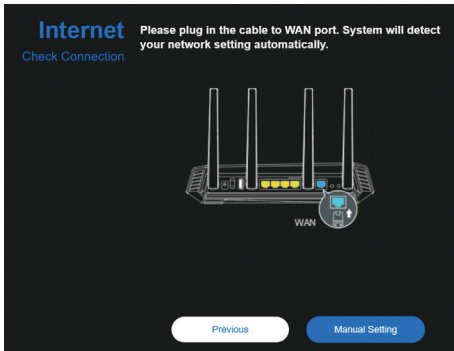 Internet
Check Connection
Please plug in the cable to WAN port. System will detect
your network setting automatically.
WAN
Previous
Manual Setting